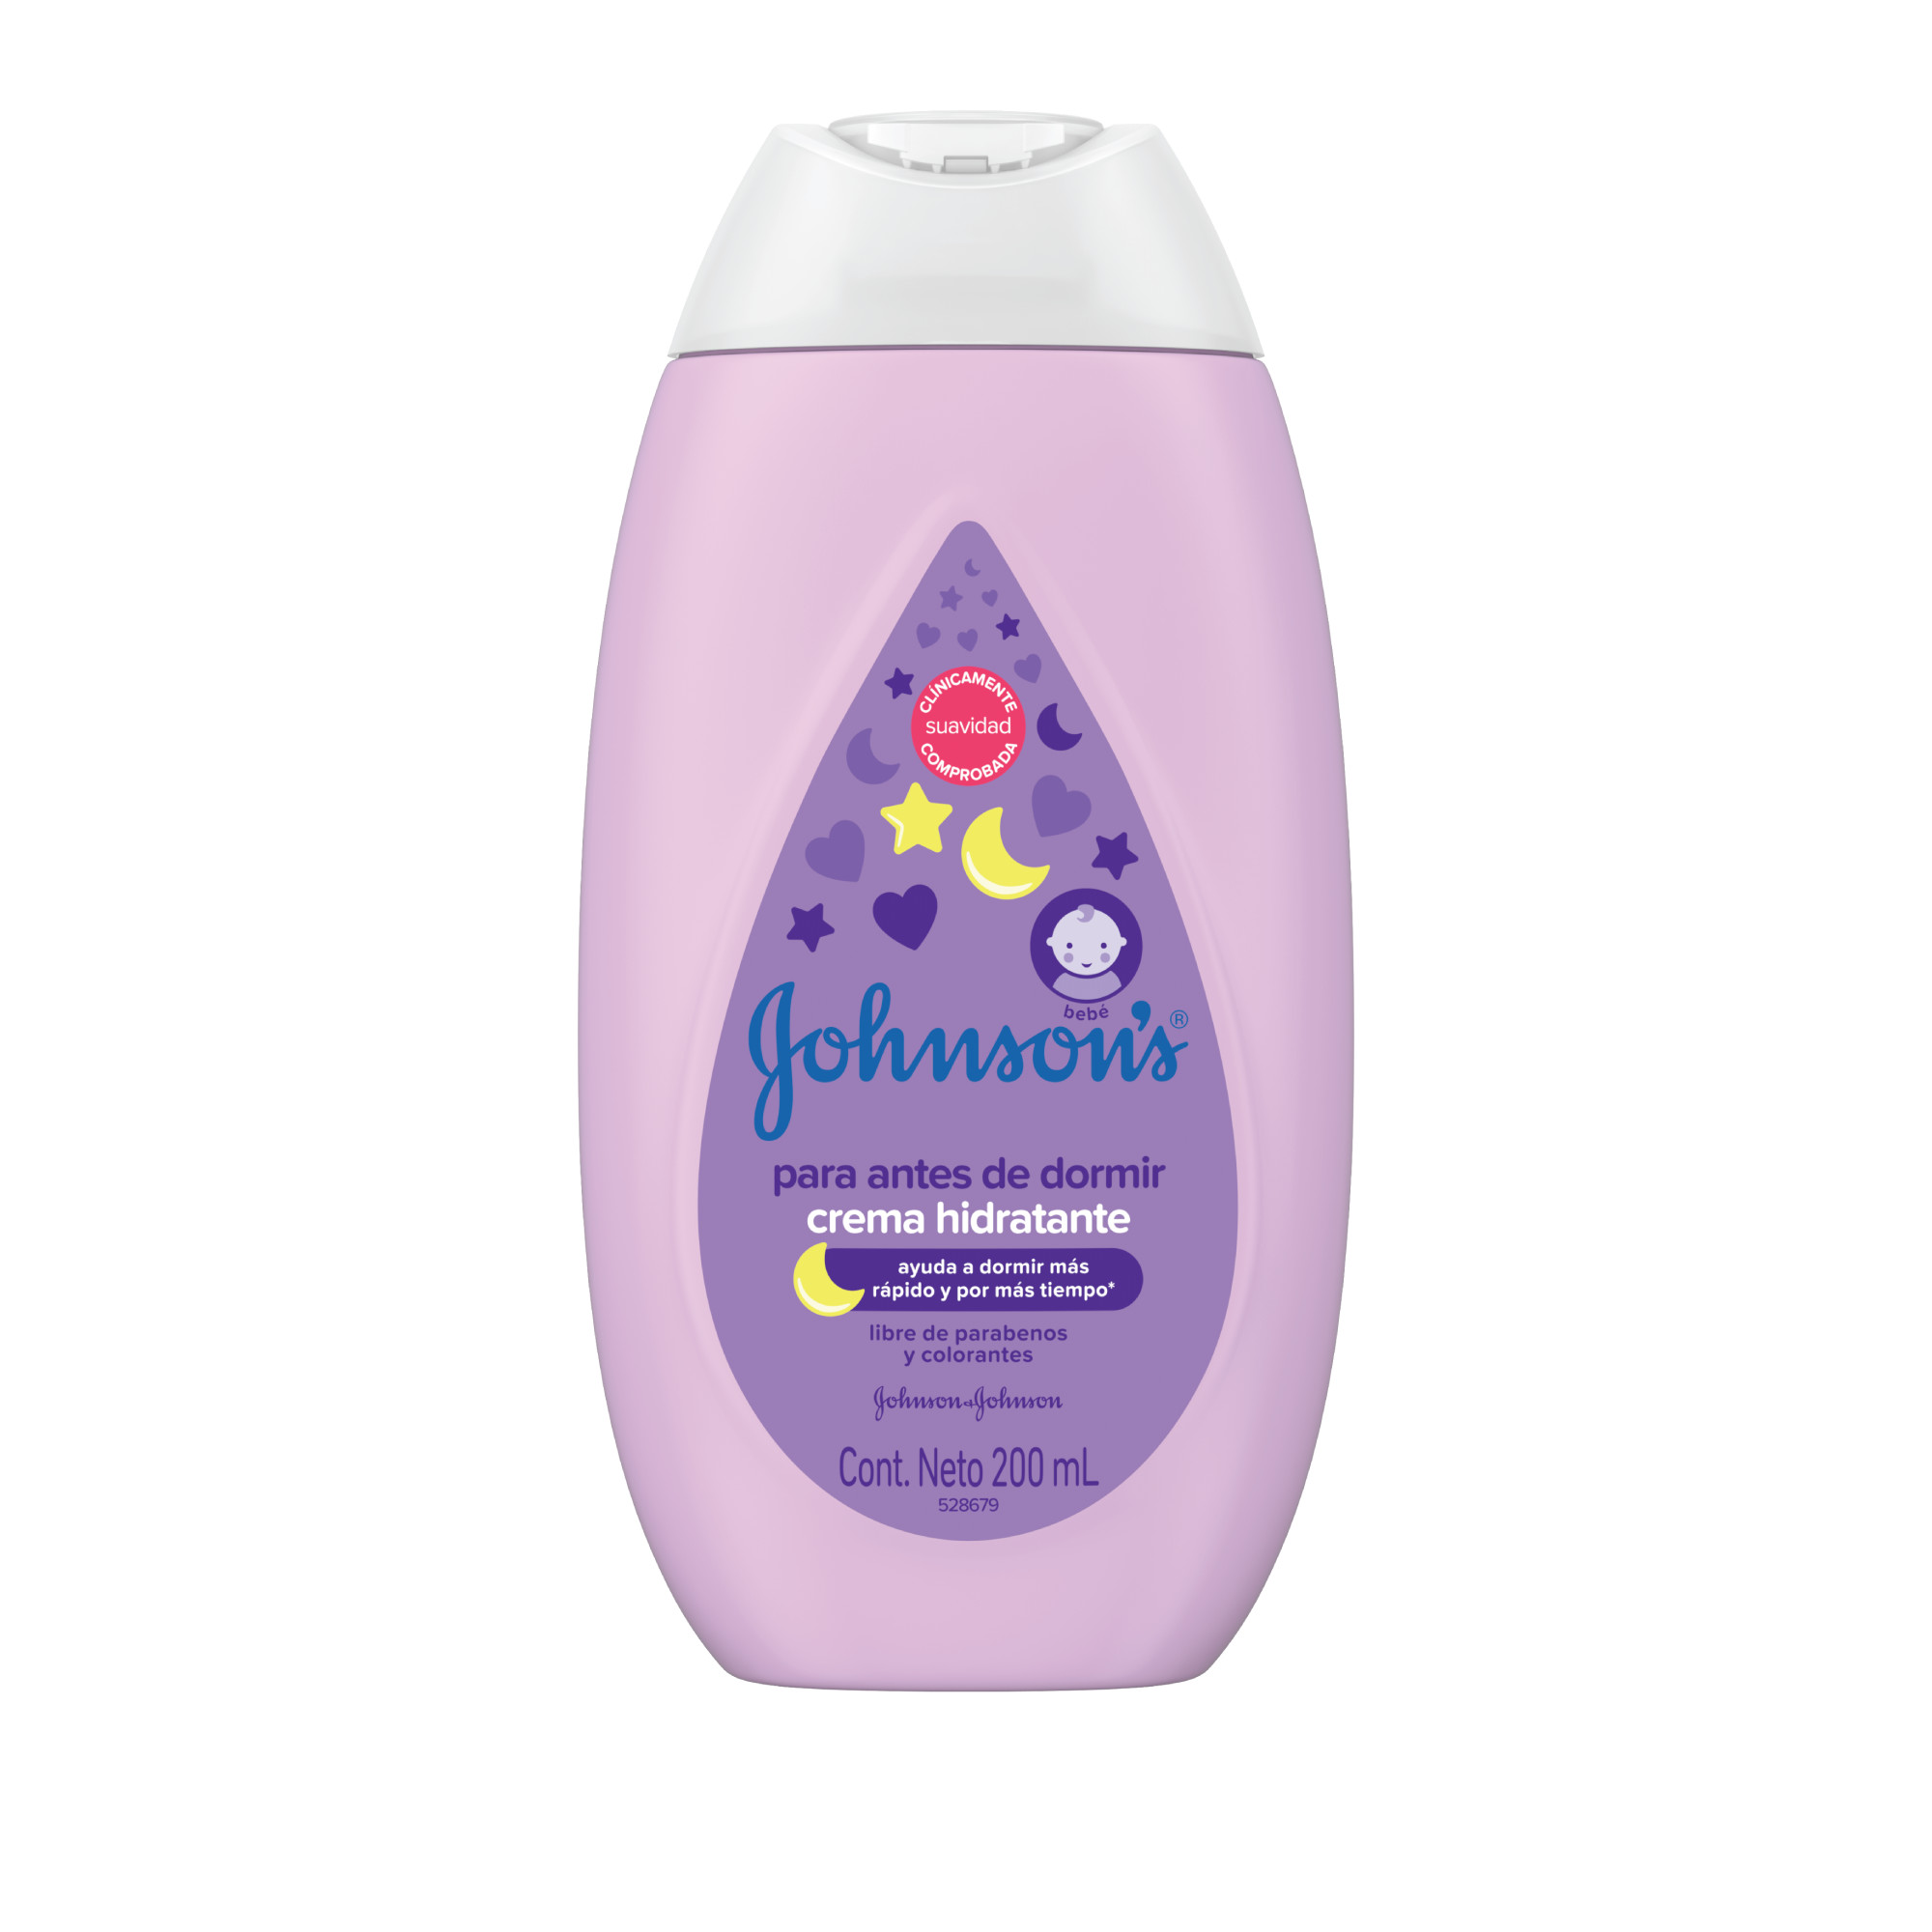 CLÍNICAMENTE
suavidad
COMPROBADA
bebé
Johnson's®
para antes de dormir
crema hidratante
ayuda a dormir más
rápido y por más tiempo*
libre de parabenos
y colorantes
Johnson & Johnson
Cont. Neto 200 mL
528679